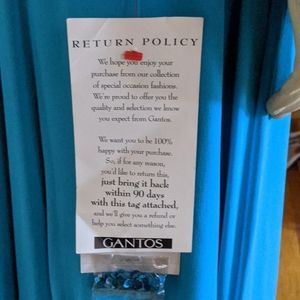 RETURN POLICY
We hope you enjoy your
purchase from our collection
of special occasion fashions.
We're proud to offer you the
quality and selection we know
you expect from Gantos.
We want you to be 100%
happy with your purchase.
So, if for any reason,
you'd like to return this,
just bring it back
within 90 days
with this tag attached,
and we'll give you a refund or
help you select something else.
GANTOS